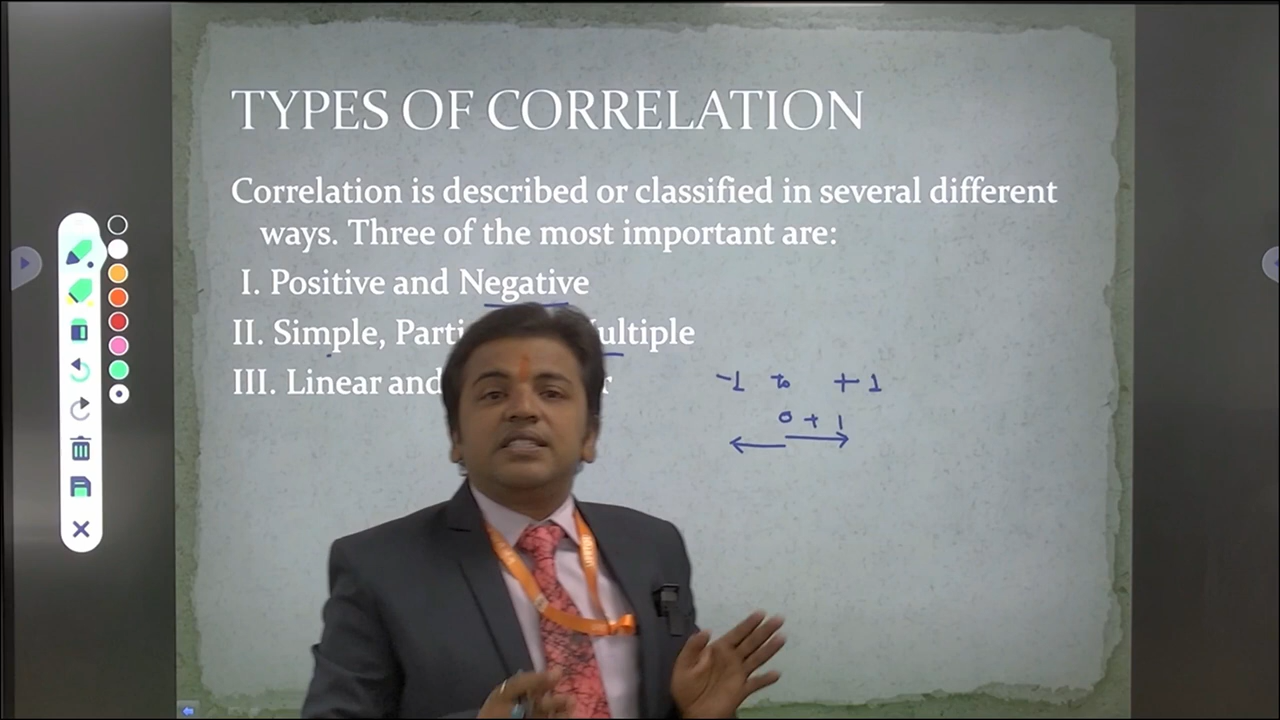 TYPES OF CORRELATION
Correlation is described or classified in several different
ways. Three of the most important are:
I. Positive and Negative
II. Simple, Parti ultiple
III. Linear and r
-1 to +1
0 + 1